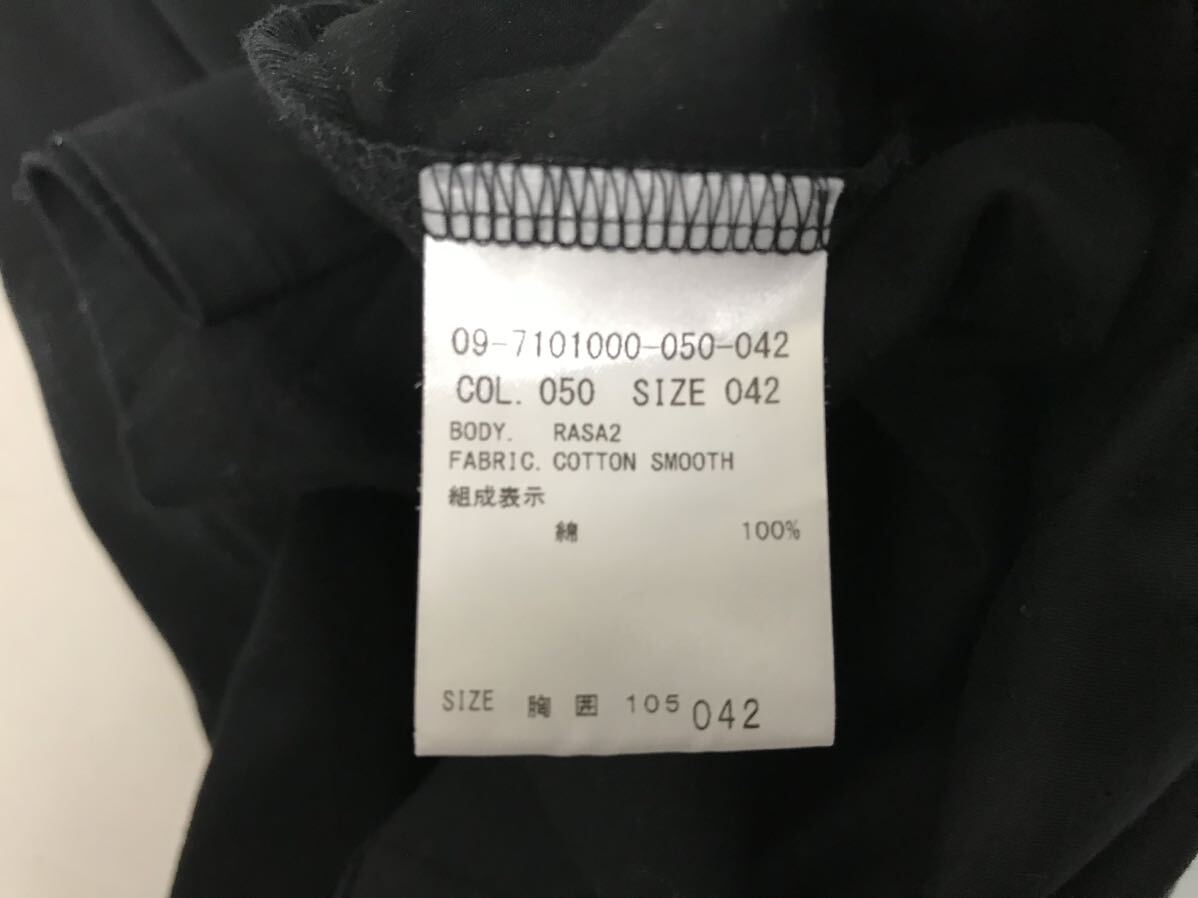 09-7101000-050-042
COL. 050 SIZE 042
BODY. RASA2
FABRIC. COTTON SMOOTH
組成表示
綿 100%
SIZE 胸囲 105 042